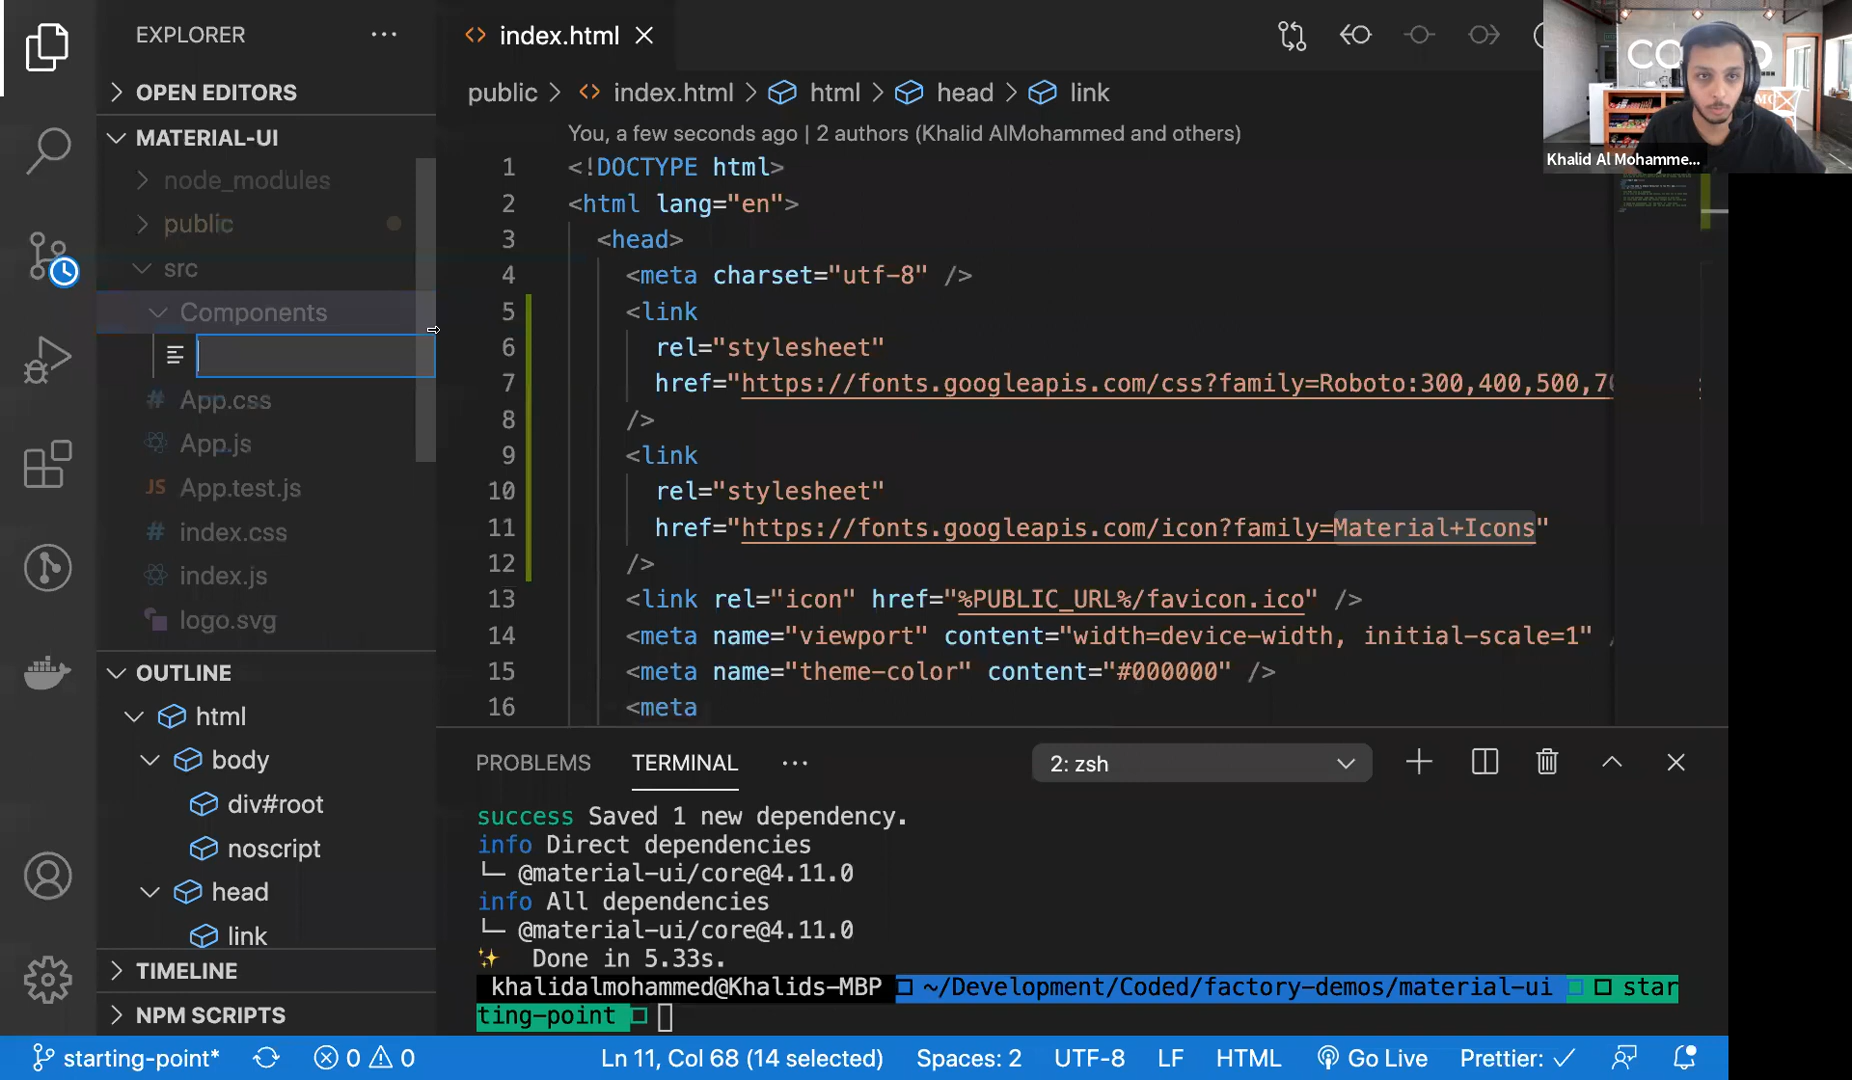 EXPLORER
OPEN EDITORS
MATERIAL-UI
node_modules
public
src
Components
App.css
App.js
JS App.test.js
index.css
index.js
logo.svg
OUTLINE
html
body
div#root
noscript
head
link
TIMELINE
NPM SCRIPTS
index.html
public > index.html > html > head > link
You, a few seconds ago | 2 authors (Khalid AlMohammed and others)
1 <!DOCTYPE html>
2 <html lang="en">
3 <head>
4 <meta charset="utf-8" />
5 <link
6 rel="stylesheet"
7 href="https://fonts.googleapis.com/css?family=Roboto:300,400,500,70
8 />
9 <link
10 rel="stylesheet"
11 href="https://fonts.googleapis.com/icon?family=Material+Icons"
12 />
13 <link rel="icon" href="%PUBLIC_URL%/favicon.ico" />
14 <meta name="viewport" content="width=device-width, initial-scale=1" /
15 <meta name="theme-color" content="#000000" />
16 <meta
Khalid Al Mohamme...
PROBLEMS TERMINAL ... 2: zsh
success Saved 1 new dependency.
info Direct dependencies
└─ @material-ui/core@4.11.0
info All dependencies
└─ @material-ui/core@4.11.0
✨ Done in 5.33s.
khalidalmohammed@Khalids-MBP ~/Development/Coded/factory-demos/material-ui star
ting-point
starting-point* 0 0 Ln 11, Col 68 (14 selected) Spaces: 2 UTF-8 LF HTML Go Live Prettier: ✓